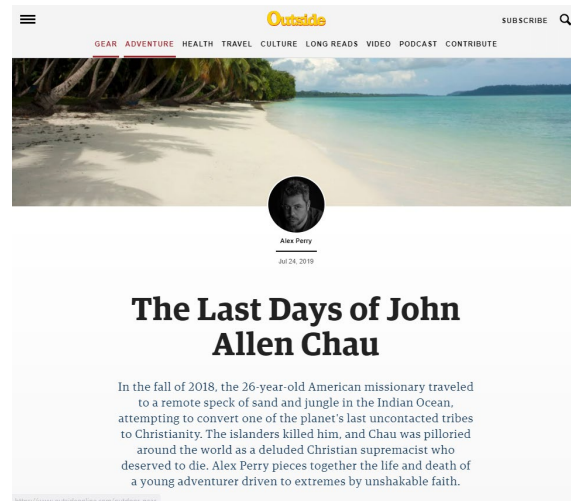 Outside
SUBSCRIBE
GEAR ADVENTURE HEALTH TRAVEL CULTURE LONG READS VIDEO PODCAST CONTRIBUTE
Alex Perry
Jul 24, 2019
The Last Days of John
Allen Chau
In the fall of 2018, the 26-year-old American missionary traveled
to a remote speck of sand and jungle in the Indian Ocean,
attempting to convert one of the planet's last uncontacted tribes
to Christianity. The islanders killed him, and Chau was pilloried
around the world as a deluded Christian supremacist who
deserved to die. Alex Perry pieces together the life and death of
a young adventurer driven to extremes by unshakable faith.